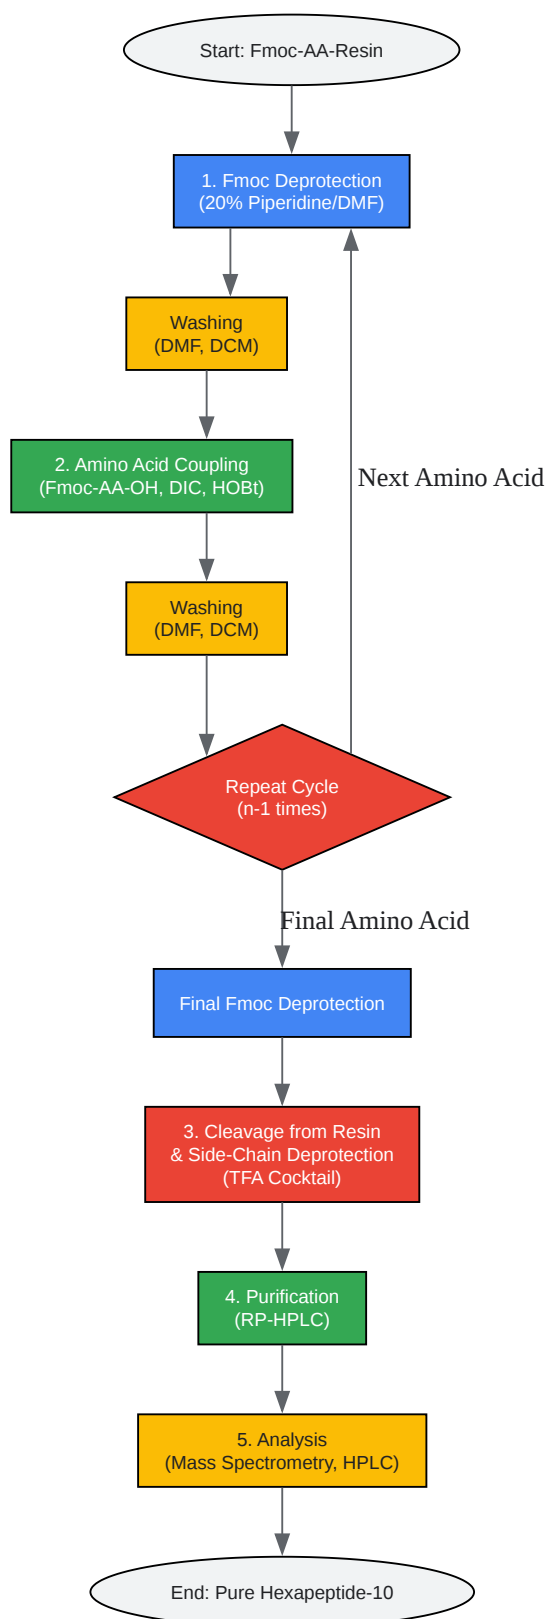 Start: Fmoc-AA-Resin
1. Fmoc Deprotection
(20% Piperidine/DMF)
Washing
(DMF, DCM)
2. Amino Acid Coupling
(Fmoc-AA-OH, DIC, HOBt)
Next Amino Acid
Washing
(DMF, DCM)
Repeat Cycle
(n-1 times)
Final Amino Acid
Final Fmoc Deprotection
3. Cleavage from Resin
& Side-Chain Deprotection
(TFA Cocktail)
4. Purification
(RP-HPLC)
5. Analysis
(Mass Spectrometry, HPLC)
End: Pure Hexapeptide-10